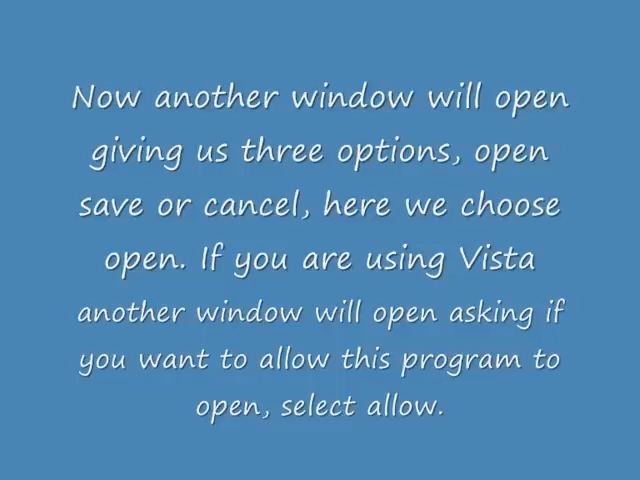 Now another window will open
giving us three options, open
save or cancel, here we choose
open. If you are using Vista
another window will open asking if
you want to allow this program to
open, select allow.